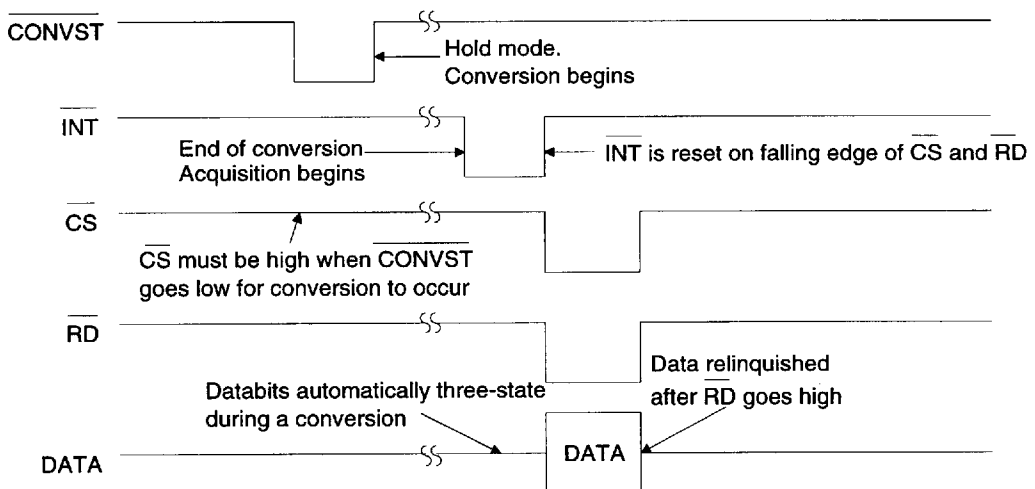 CONVST
Hold mode.
Conversion begins
INT
End of conversion
Acquisition begins
INT is reset on falling edge of CS and RD
CS
CS must be high when CONVST
goes low for conversion to occur
RD
Data relinquished
after RD goes high
Databits automatically three-state
during a conversion
DATA
DATA